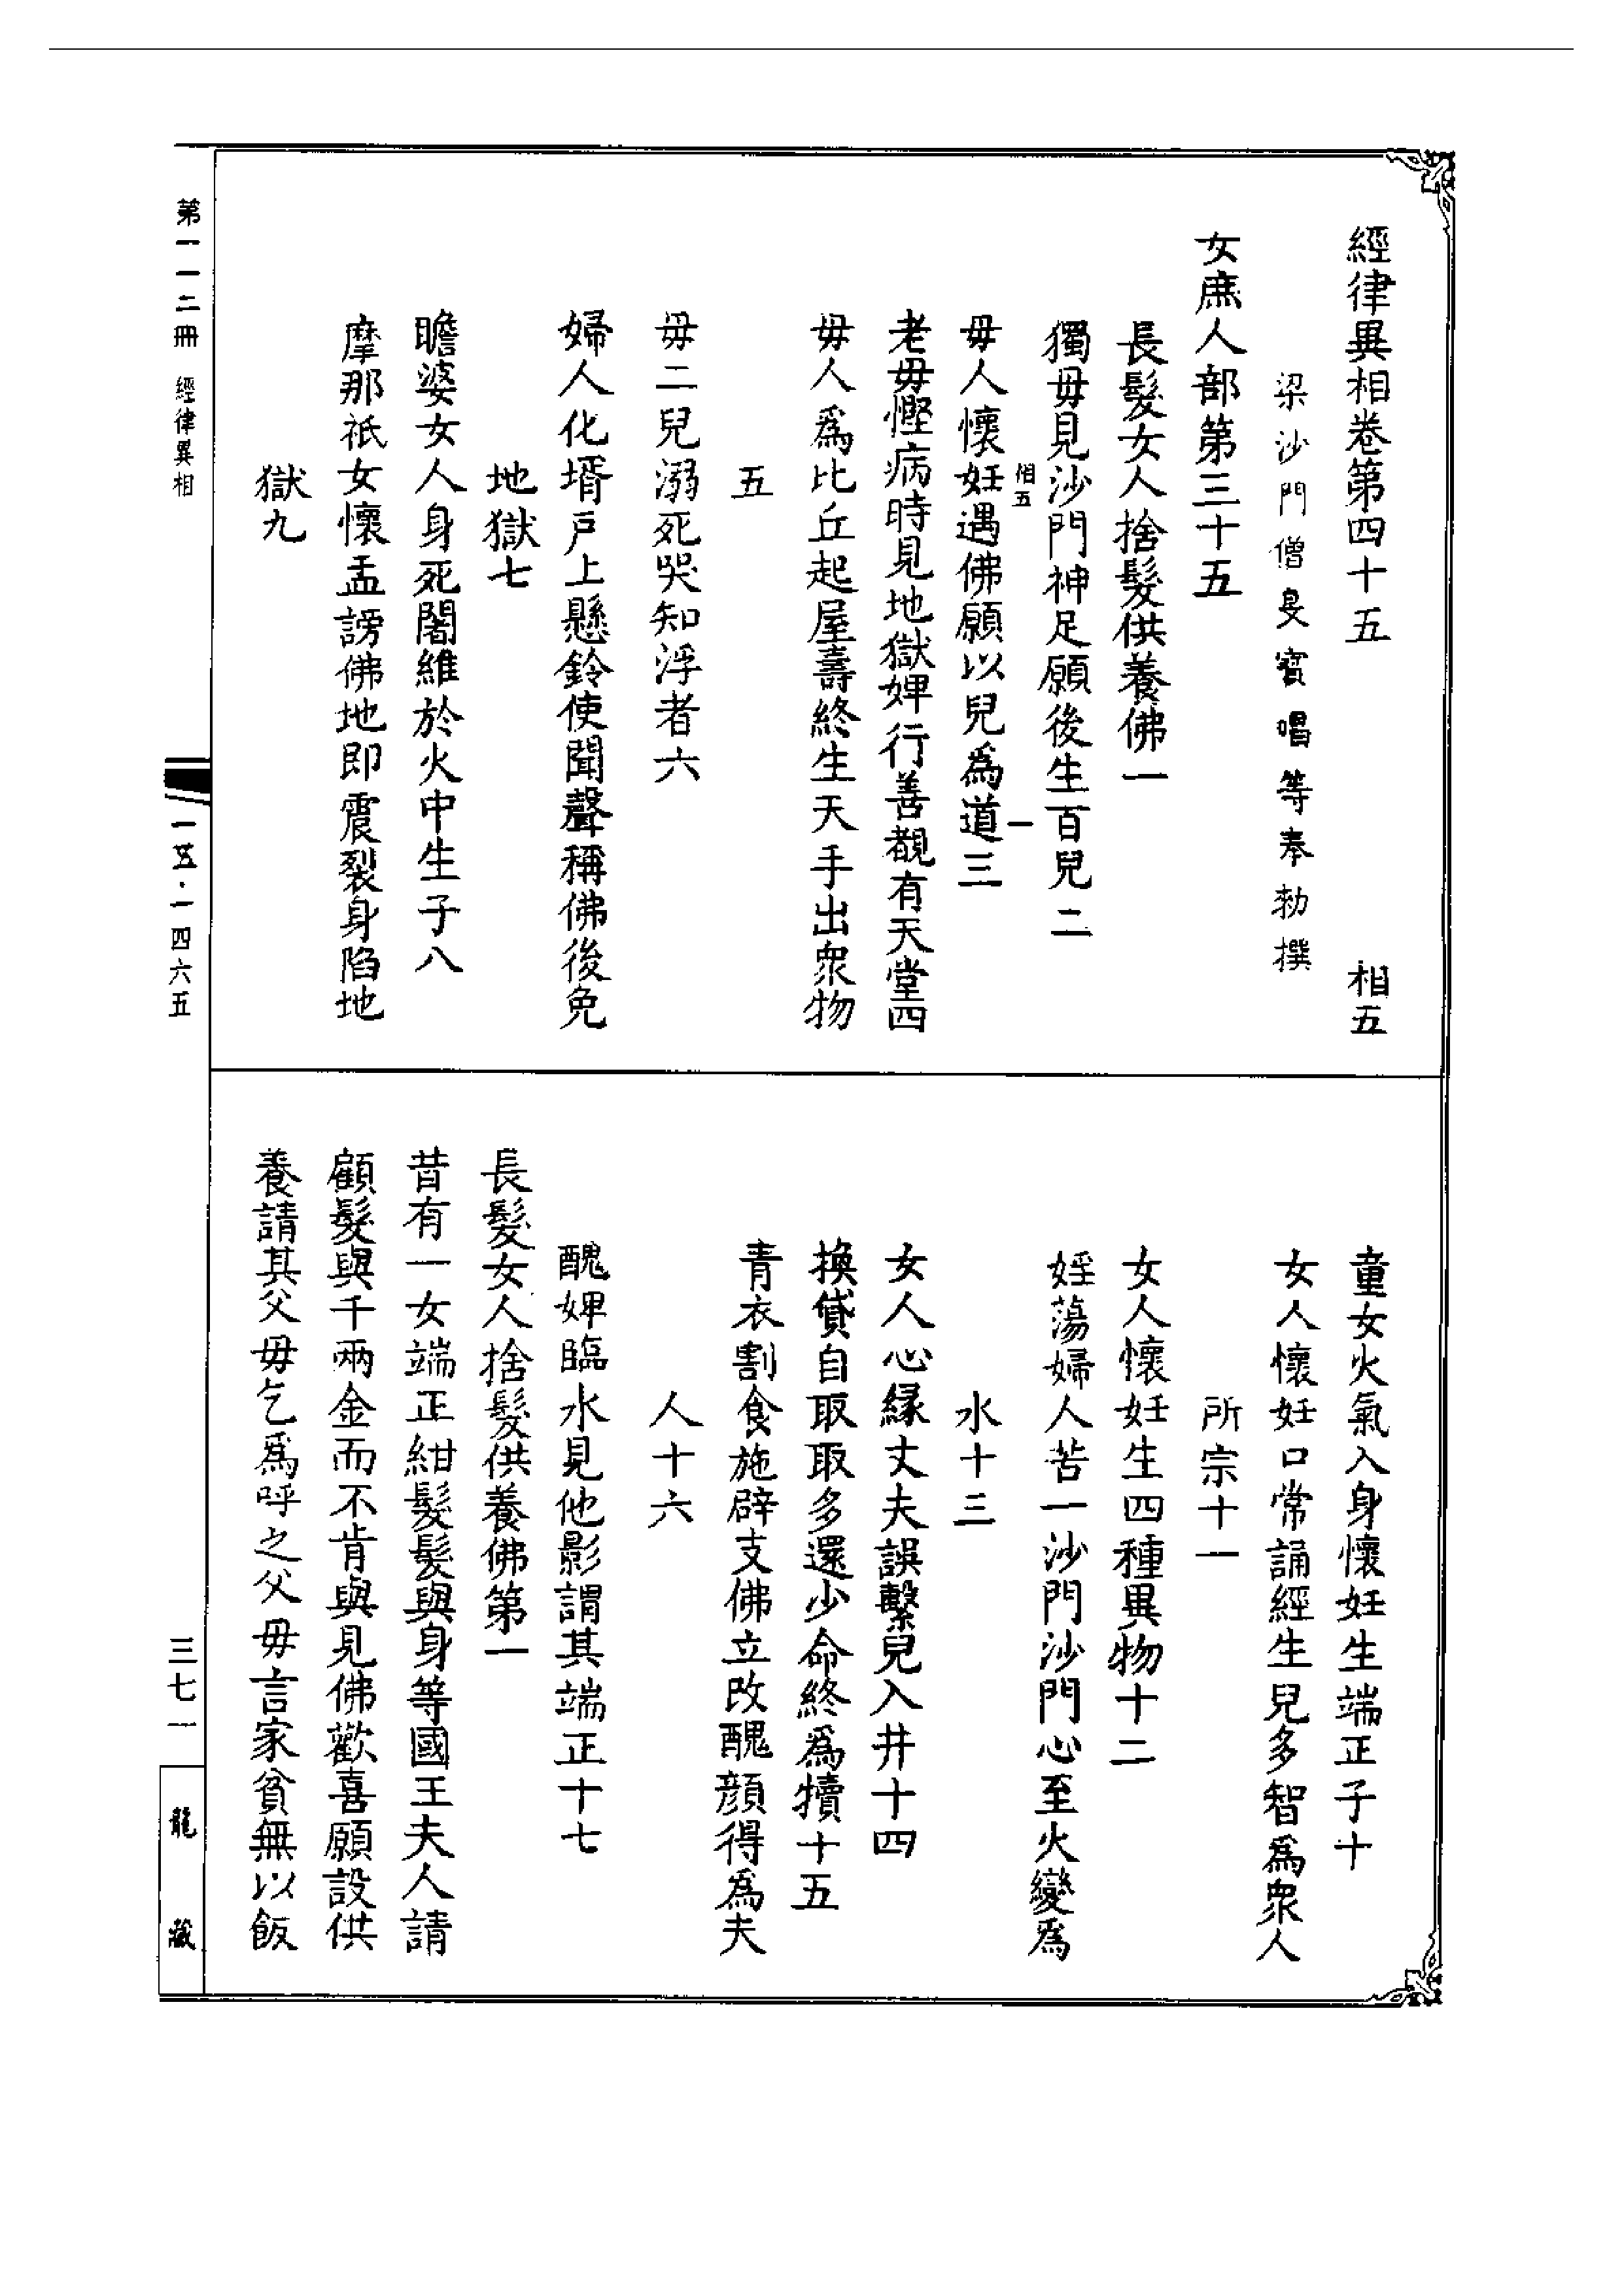 經律異相卷第四十五 相五
梁沙門僧旻寶唱等奉勑撰
女庶人部第三十五
長髮女人捨髮供養佛一
獨毋見沙門神足願後生百兒二
相五 一
毋人懷妊遇佛願以兒爲道三
老毋慳病時見地獄婢行善覩有天堂四
毋人爲比丘起屋壽終生天手出衆物
五
毋二兒溺死哭知浮者六
婦人化壻戶上懸鈴使聞聲稱佛後免
地獄七
瞻婆女人身死闍維於火中生子八
摩那祇女懷盂謗佛地即震裂身陷地
獄九
童女火氣入身懷妊生端正子十
女人懷妊口常誦經生兒多智爲衆人
所宗十一
女人懷妊生四種異物十二
婬蕩婦人苦一沙門沙門心至火變爲
水十三
女人心緣丈夫誤繫兒入井十四
換貸自取取多還少命終爲犢十五
青衣割食施辟支佛立改醜顔得爲夫
人十六
醜婢臨水見他影謂其端正十七
長髮女人捨髮供養佛第一
昔有一女端正紺髮髮與身等國王夫人請
顧髮與千兩金而不肯與見佛歡喜願設供
養請其父毋乞爲呼之父毋言家貧無以飯
第一一二冊 經律異相
一五五·一四六五
三七一
龍藏